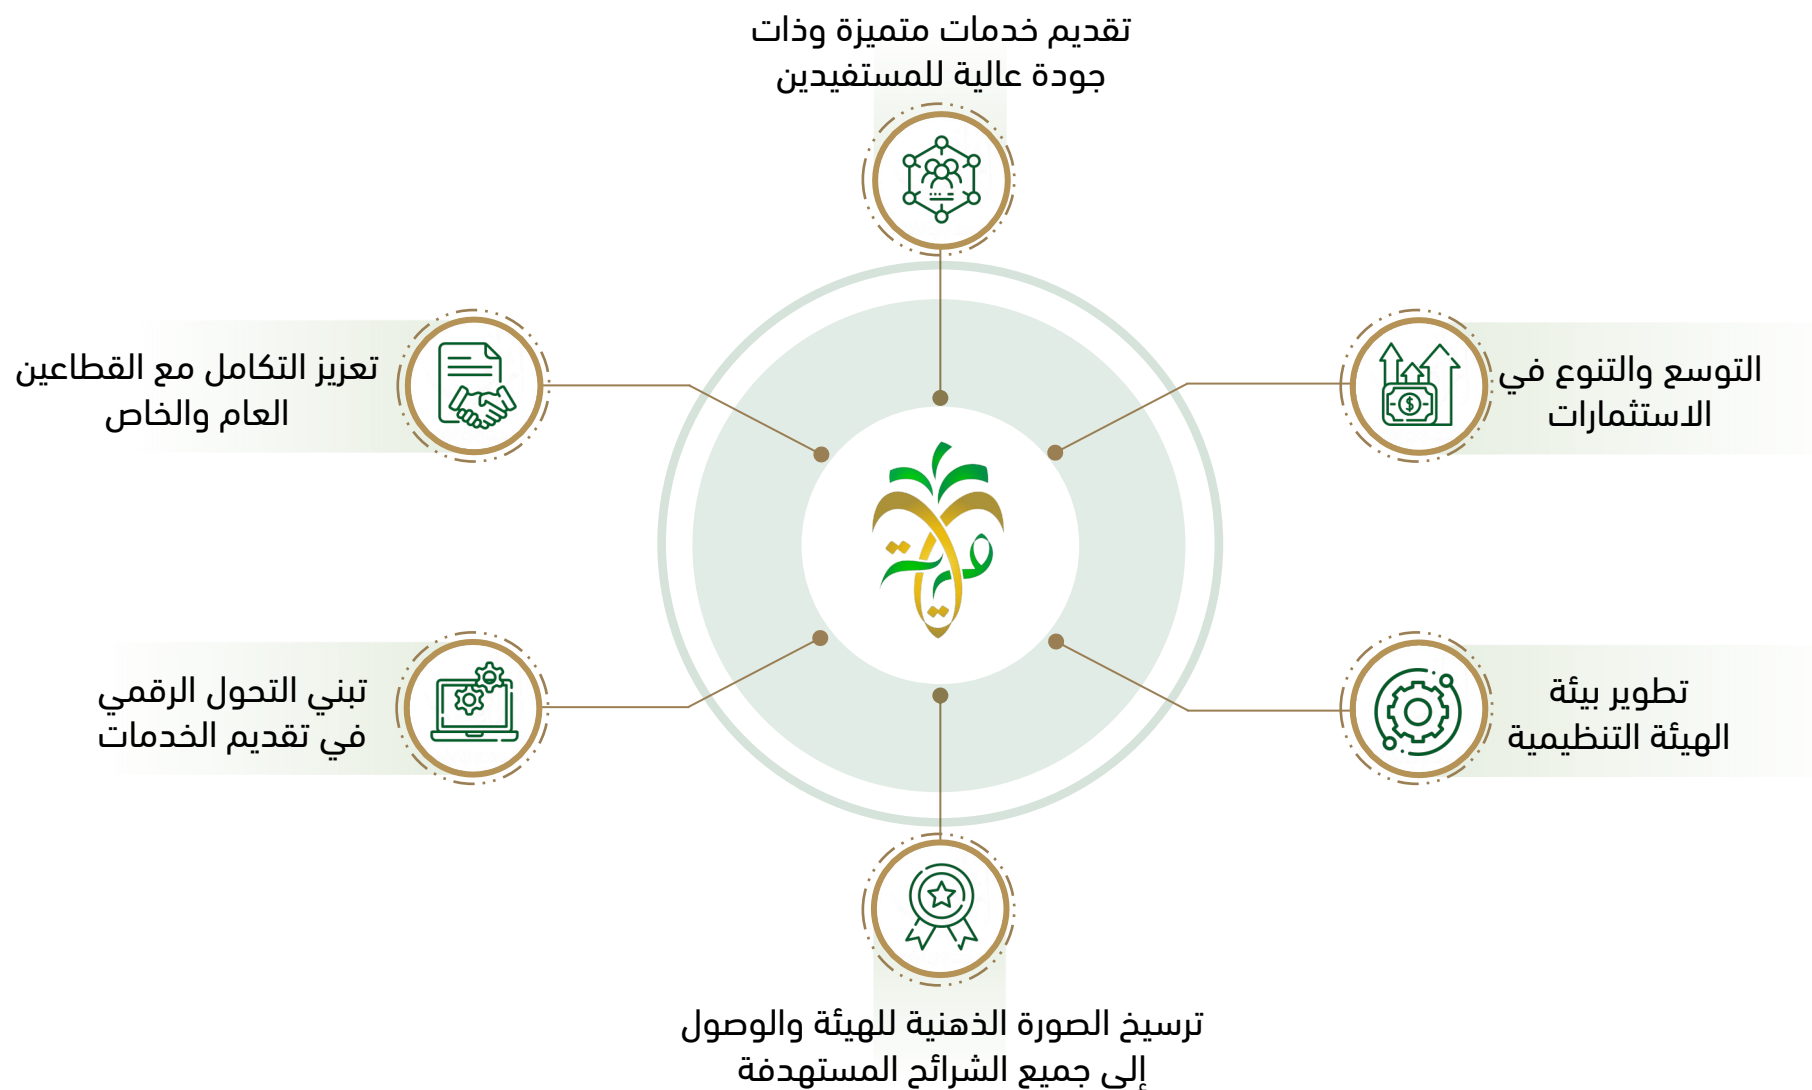 تقديم خدمات متميزة وذات
جودة عالية للمستفيدين
التوسع والتنوع في
الاستثمارات
تعزيز التكامل مع القطاعين
العام والخاص
تطوير بيئة
الهيئة التنظيمية
تبني التحول الرقمي
في تقديم الخدمات
ترسيخ الصورة الذهنية للهيئة والوصول
إلى جميع الشرائح المستهدفة